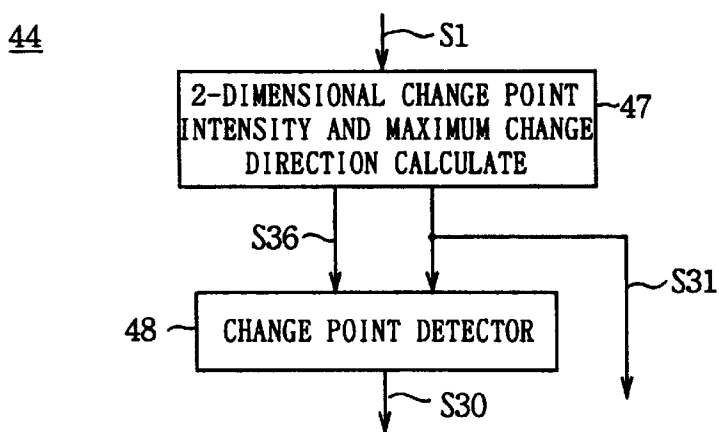 44
S1
2-DIMENSIONAL CHANGE POINT
INTENSITY AND MAXIMUM CHANGE
DIRECTION CALCULATE
47
S36
S31
48
CHANGE POINT DETECTOR
S30